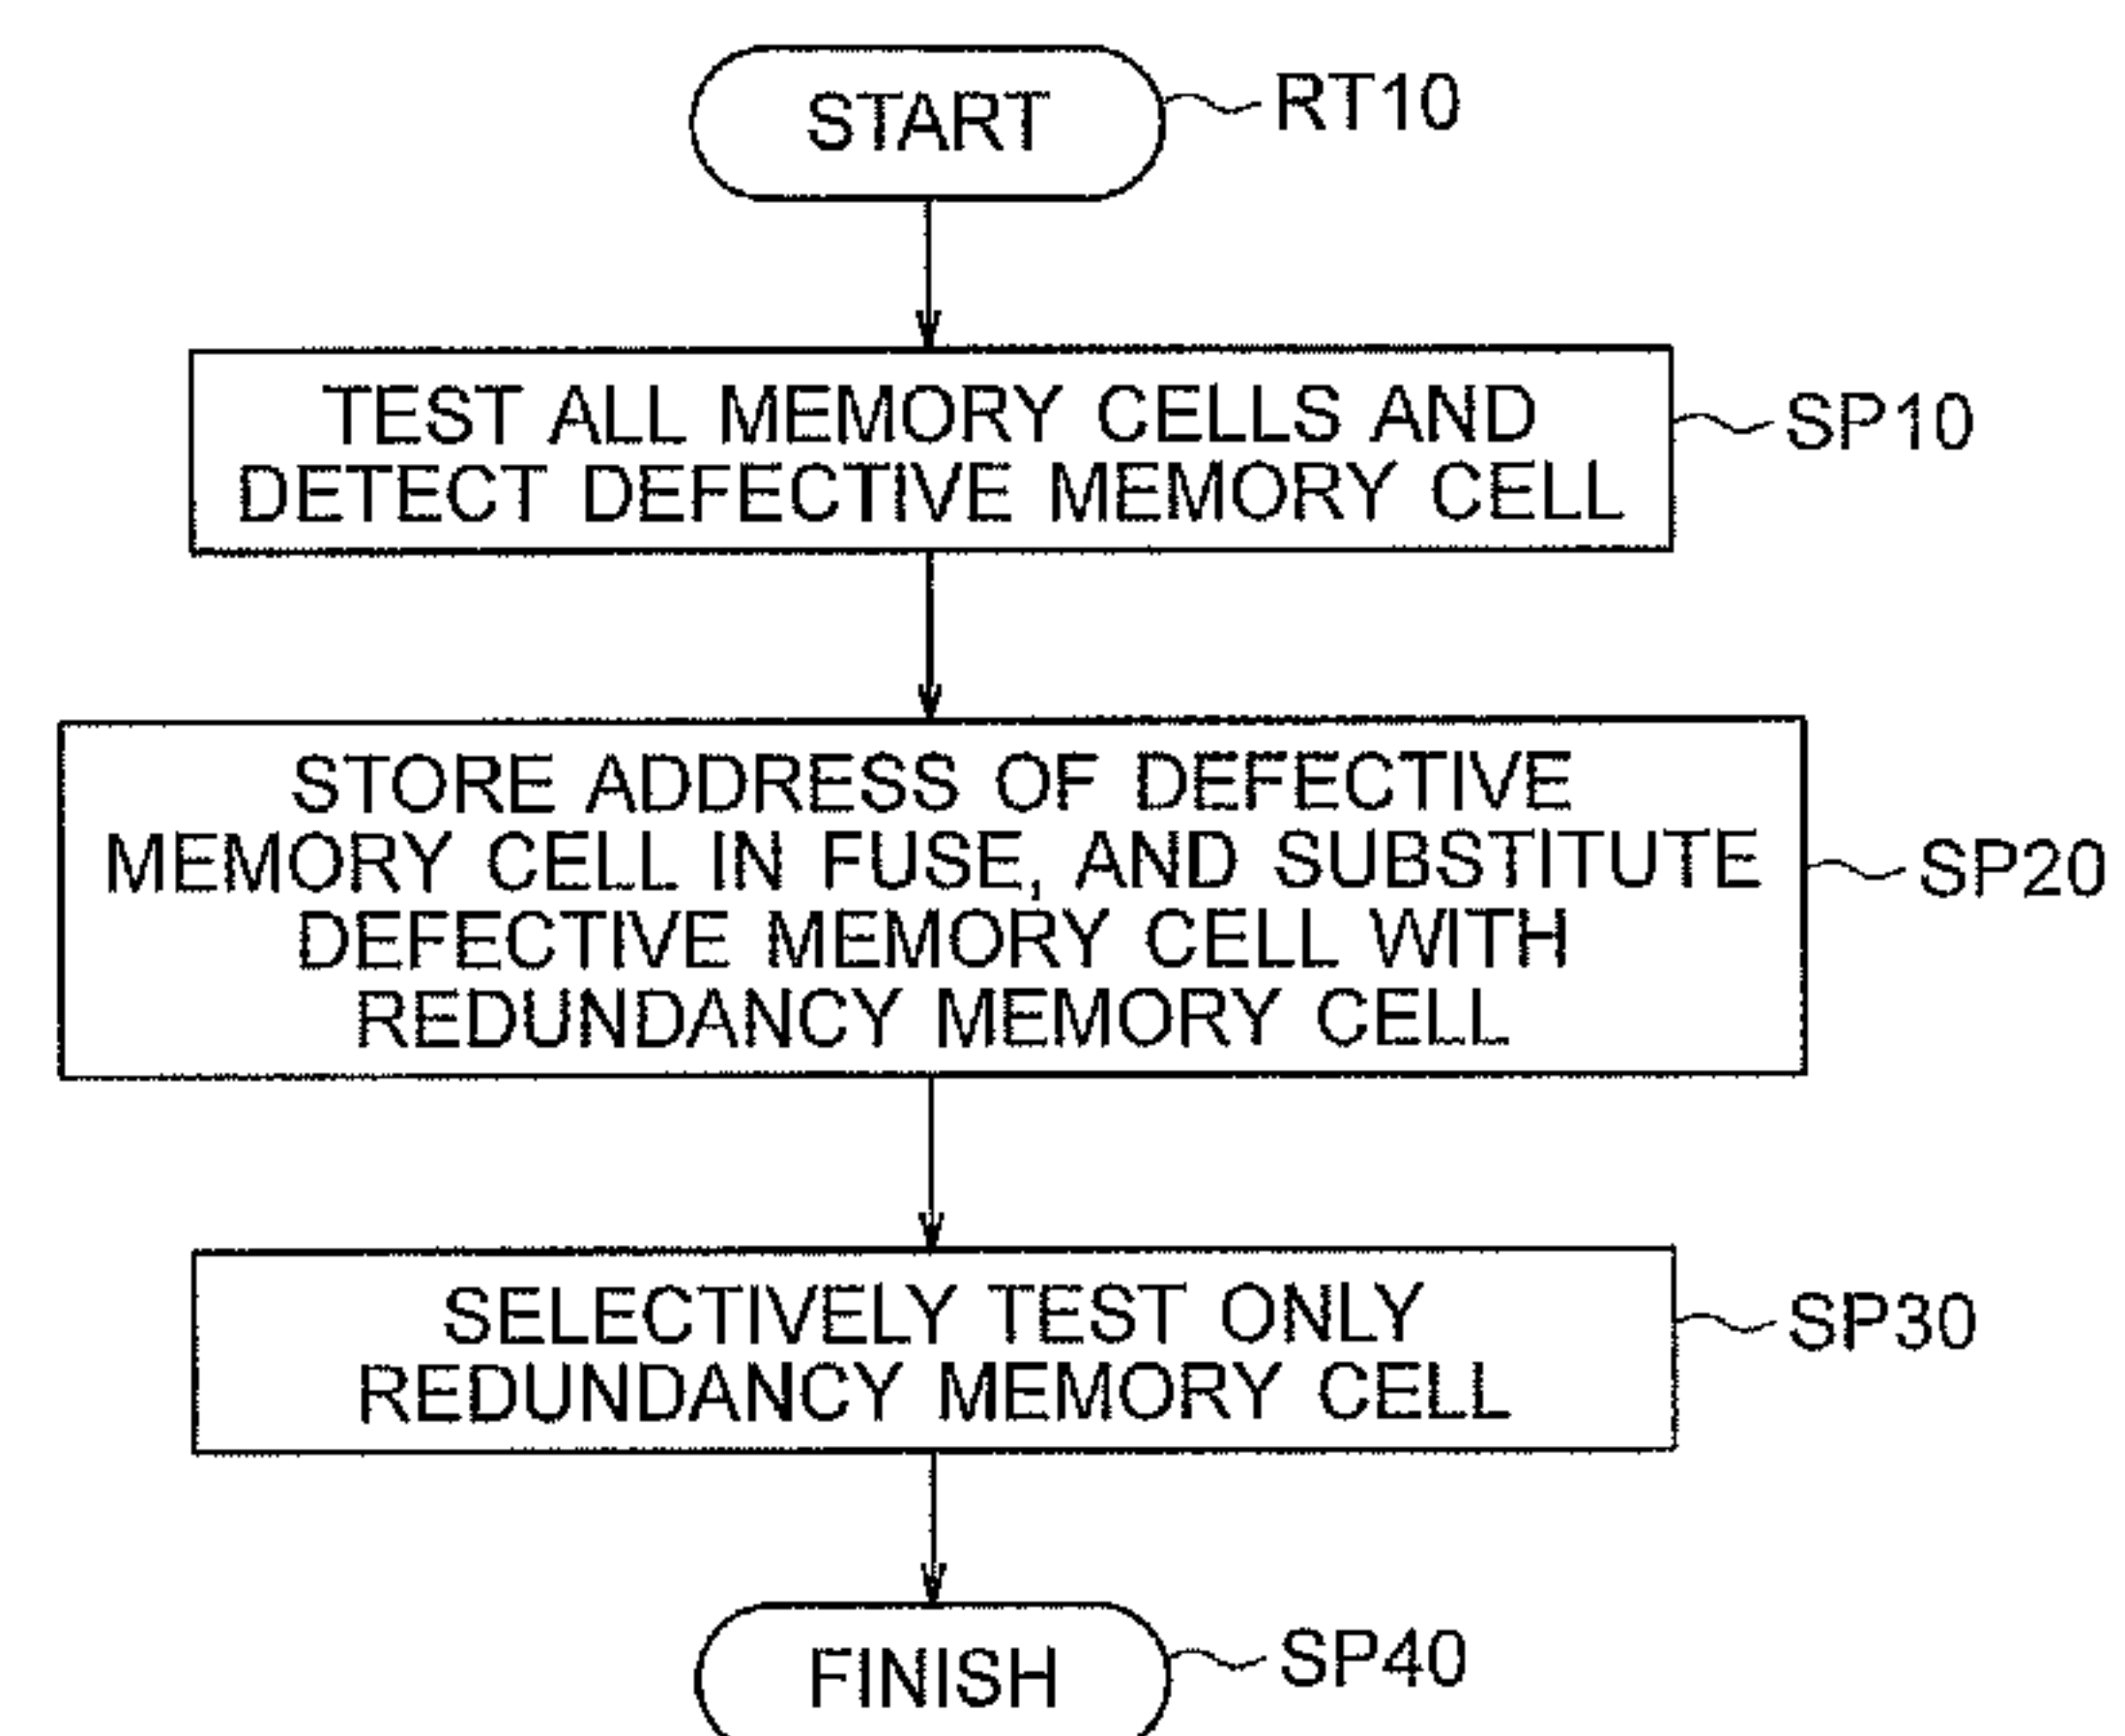 START
RT10
TEST ALL MEMORY CELLS AND
DETECT DEFECTIVE MEMORY CELL
SP10
STORE ADDRESS OF DEFECTIVE
MEMORY CELL IN FUSE, AND SUBSTITUTE
DEFECTIVE MEMORY CELL WITH
REDUNDANCY MEMORY CELL
SP20
SELECTIVELY TEST ONLY
REDUNDANCY MEMORY CELL
SP30
FINISH
SP40